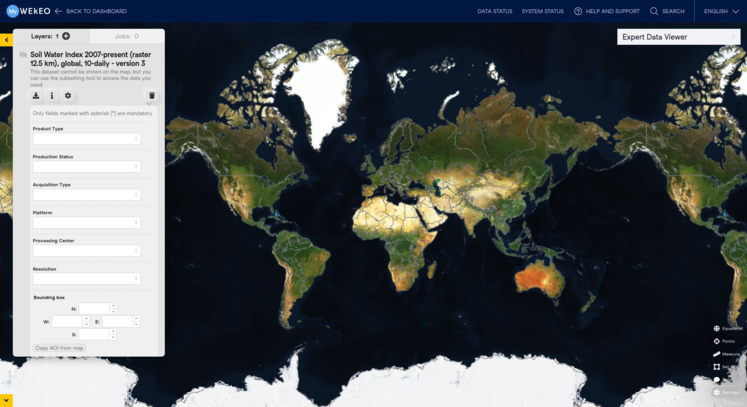 My WEKEO
BACK TO DASHBOARD
DATA STATUS
SYSTEM STATUS
HELP AND SUPPORT
SEARCH
ENGLISH
Layers: 1
Jobs: 0
Expert Data Viewer
Soil Water Index 2007-present (raster
12.5 km), global, 10-daily - version 3
This dataset cannot be shown on the map, but you
can use the subsetting tool to access the data you
need
Only fields marked with asterisk (*) are mandatory
Product Type
Production Status
Acquisition Type
Platform
Processing Center
Resolution
Bounding box
N:
W:
E:
S:
Copy AOI from map
Equatorial
Points
Measure
Settings